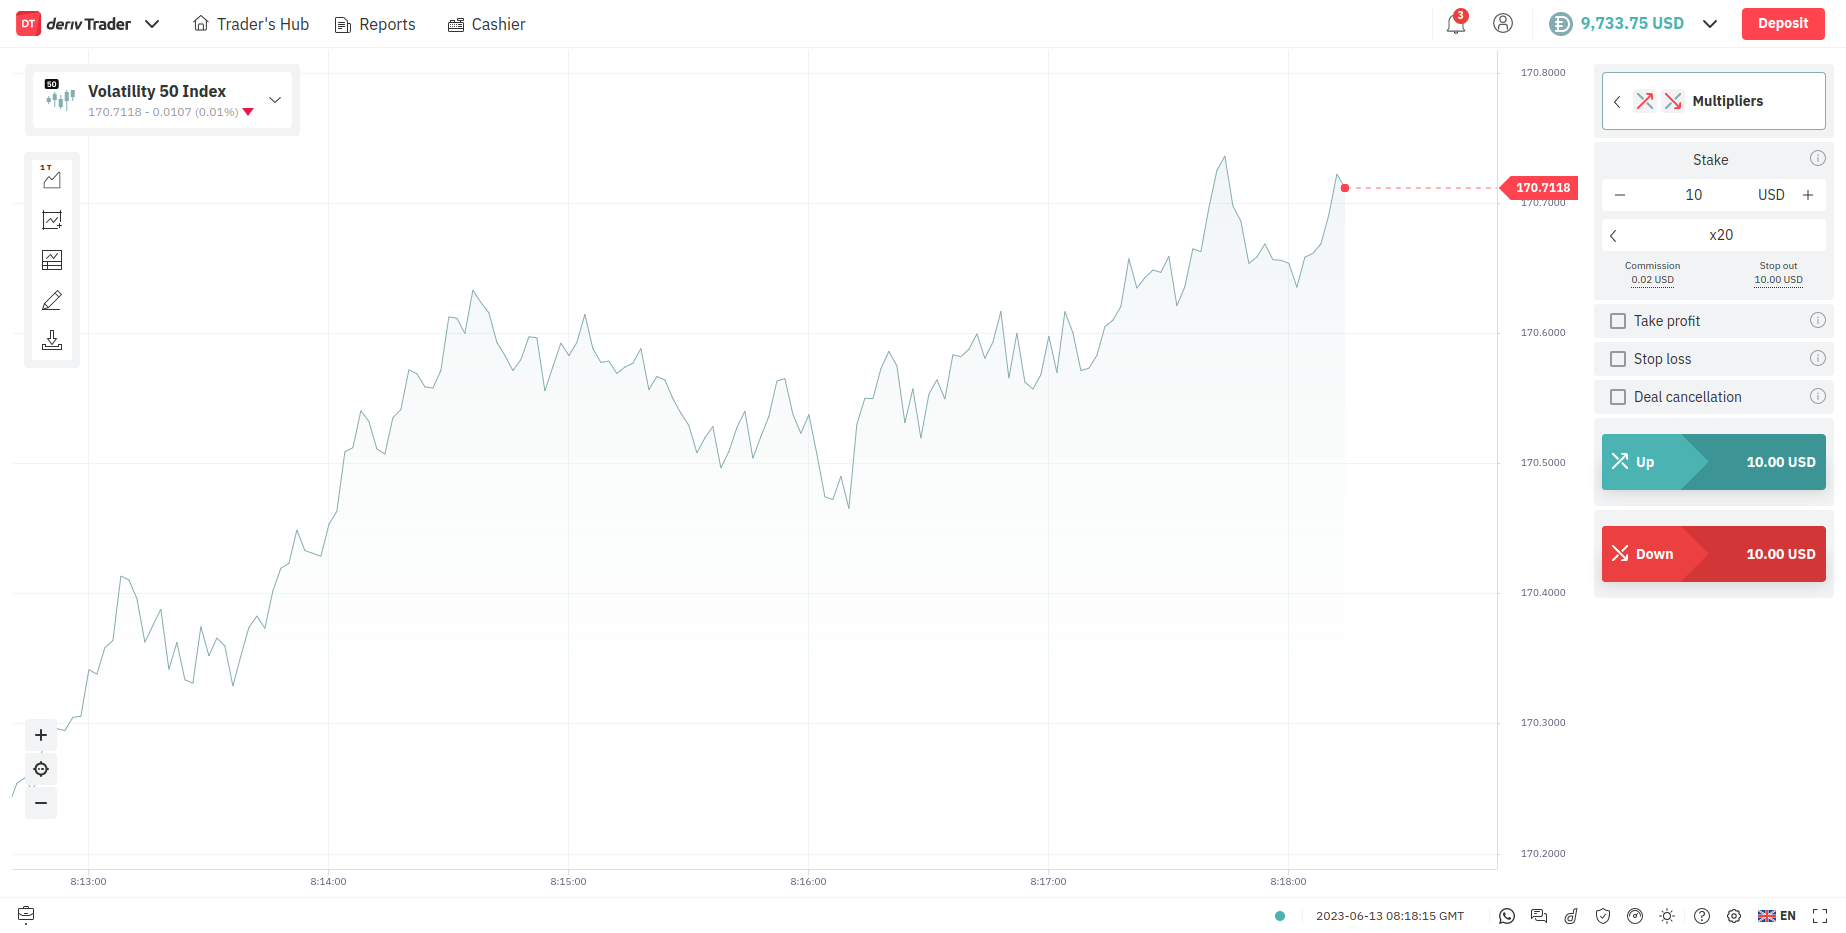 DT deriv Trader
Trader's Hub
Reports
Cashier
3
9,733.75 USD
Deposit
50
Volatility 50 Index
170.7118 - 0.0107 (0.01%)
1 T
170.8000
170.7118
170.7000
170.6000
170.5000
170.4000
170.3000
170.2000
8:13:00
8:14:00
8:15:00
8:16:00
8:17:00
8:18:00
Multipliers
Stake
− 10 USD +
x20
Commission
0.02 USD
Stop out
10.00 USD
Take profit
Stop loss
Deal cancellation
Up 10.00 USD
Down 10.00 USD
2023-06-13 08:18:15 GMT
EN